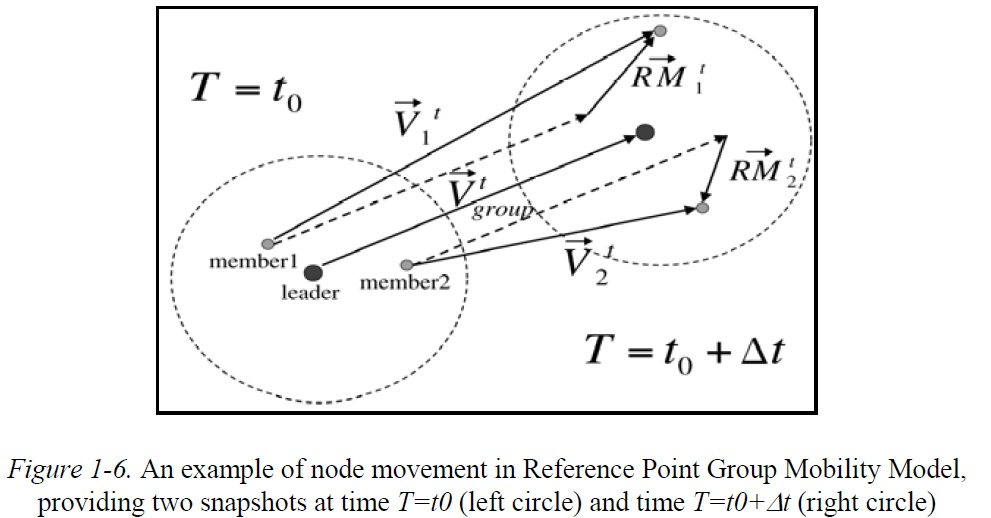 T = t₀
RM₁ᵗ
V₁ᵗ
RM₂ᵗ
Vᵗgroup
member1
V₂ᵗ
leader
member2
T = t₀ + Δt
Figure 1-6. An example of node movement in Reference Point Group Mobility Model,
providing two snapshots at time T=t0 (left circle) and time T=t0+Δt (right circle)